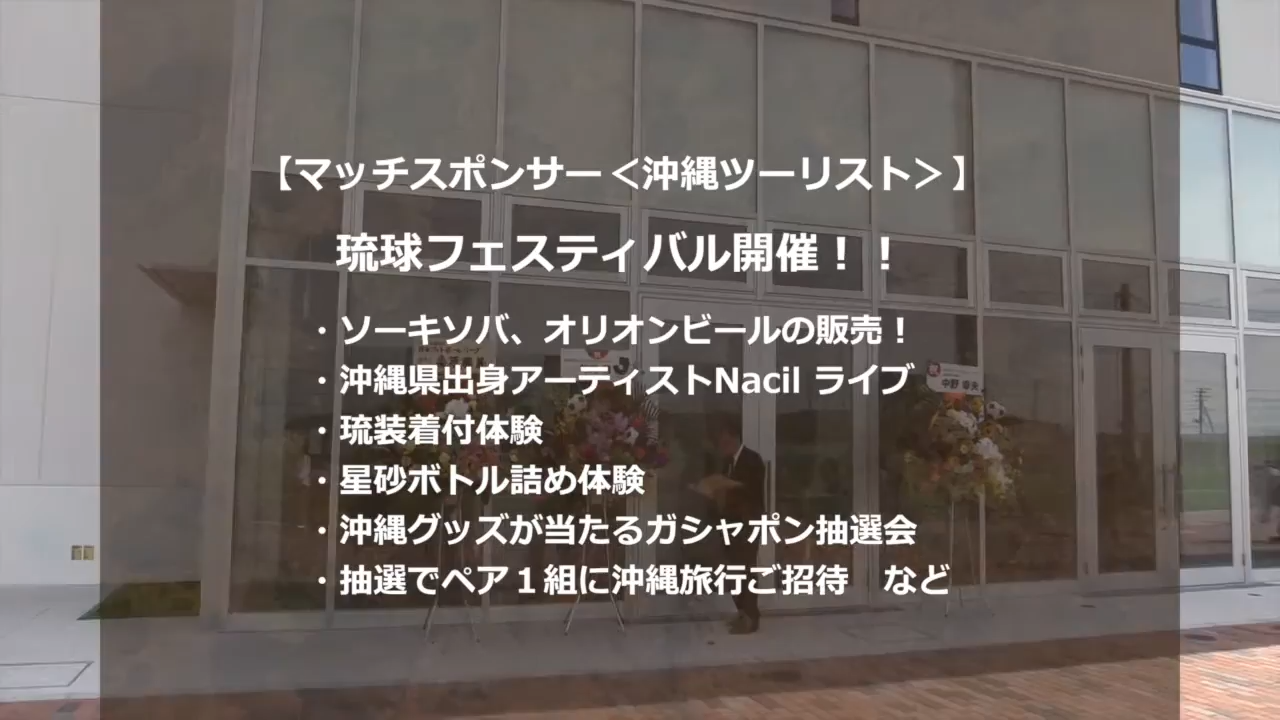 【マッチスポンサー＜沖縄ツーリスト＞】
琉球フェスティバル開催！！
・ソーキソバ、オリオンビールの販売！
・沖縄県出身アーティストNacil ライブ
・琉装着付体験
・星砂ボトル詰め体験
・沖縄グッズが当たるガシャポン抽選会
・抽選でペア１組に沖縄旅行ご招待　など
中野 幸夫